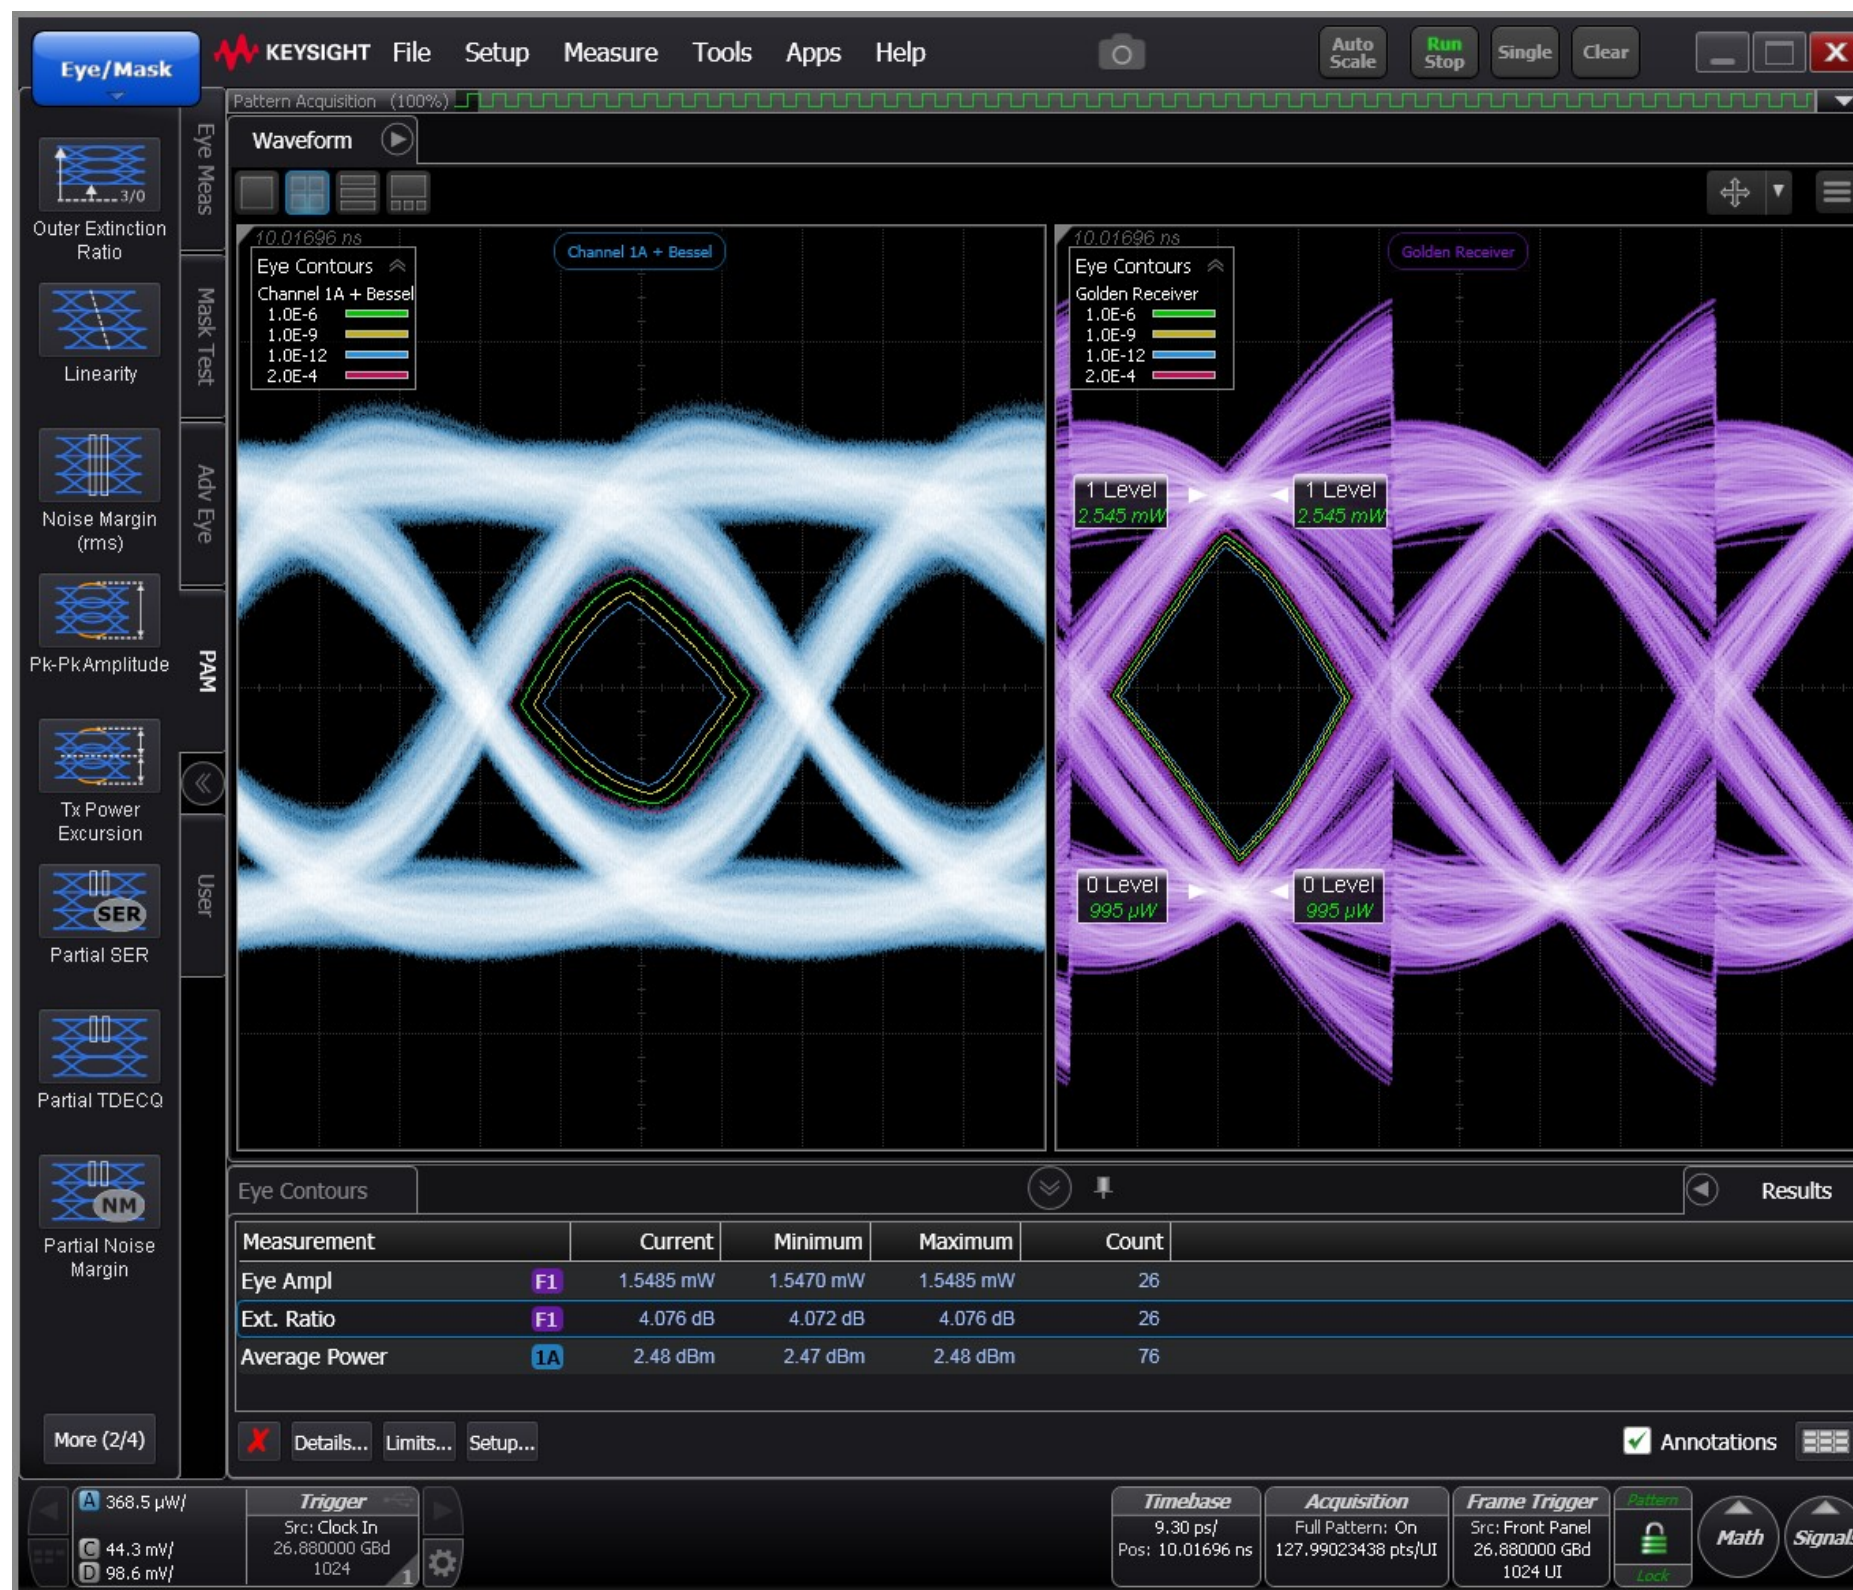 Eye/Mask
KEYSIGHT File Setup Measure Tools Apps Help
Auto Scale
Run Stop
Single
Clear
X
Pattern Acquisition (100%)
Waveform
Eye Meas
Mask Test
Adv Eye
PAM
User
3/0
Outer Extinction
Ratio
Linearity
Noise Margin
(rms)
Pk-Pk Amplitude
Tx Power
Excursion
SER
Partial SER
Partial TDECQ
NM
Partial Noise
Margin
More (2/4)
10.01696 ns
Channel 1A + Bessel
Eye Contours
Channel 1A + Bessel
1.0E-6
1.0E-9
1.0E-12
2.0E-4
10.01696 ns
Golden Receiver
Eye Contours
Golden Receiver
1.0E-6
1.0E-9
1.0E-12
2.0E-4
1 Level 1 Level
2.545 mW 2.545 mW
0 Level 0 Level
995 µW 995 µW
Eye Contours
Results
Measurement Current Minimum Maximum Count
Eye Ampl F1 1.5485 mW 1.5470 mW 1.5485 mW 26
Ext. Ratio F1 4.076 dB 4.072 dB 4.076 dB 26
Average Power 1A 2.48 dBm 2.47 dBm 2.48 dBm 76
Details... Limits... Setup...
Annotations
A 368.5 µW/
C 44.3 mV/
D 98.6 mV/
Trigger
Src: Clock In
26.880000 GBd
1024
1
Timebase
9.30 ps/
Pos: 10.01696 ns
Acquisition
Full Pattern: On
127.99023438 pts/UI
Frame Trigger
Src: Front Panel
26.880000 GBd
1024 UI
Pattern
Lock
Math
Signals